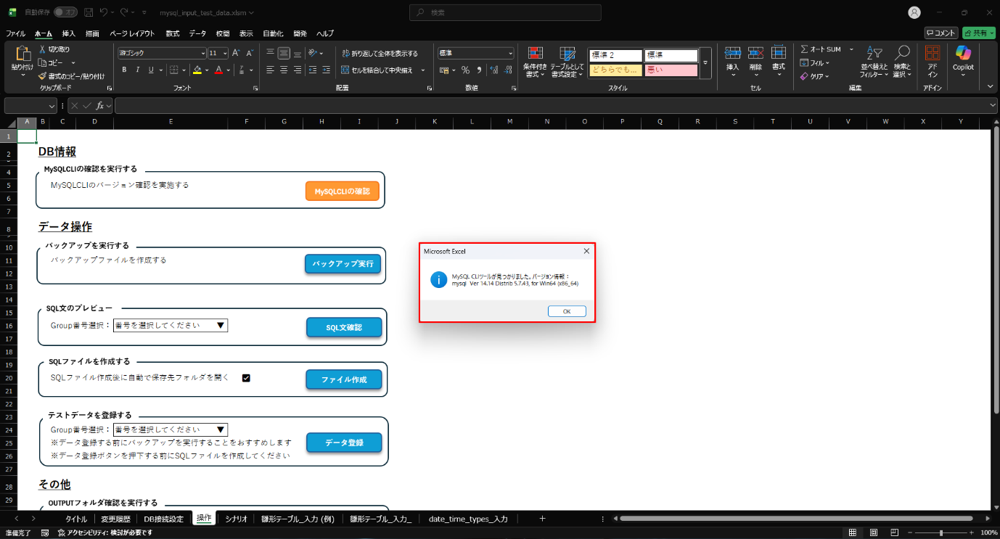 自動保存 オフ mysql_input_test_data.xlsm 検索
ファイル ホーム 挿入 描画 ページ レイアウト 数式 データ 校閲 表示 自動化 開発 ヘルプ コメント 共有
貼り付け 切り取り コピー 書式のコピー/貼り付け クリップボード
游ゴシック 11 B I U フォント
折り返して全体を表示する セルを結合して中央揃え 配置
標準 % 数値
条件付き書式 テーブルとして書式設定 標準 2 標準 どちらでも... 悪い スタイル
挿入 削除 書式 セル
オート SUM フィル クリア 並べ替えとフィルター 検索と選択 編集
アドイン アドイン
Copilot
fx
A B C D E F G H I J K L M N O P Q R S T U V W X Y
1
2
4
5
6
7
8
10
11
12
13
14
15
16
17
18
19
20
21
22
23
24
25
26
27
28
29
DB情報
MySQLCLIの確認を実行する
MySQLCLIのバージョン確認を実施する
MySQLCLIの確認
データ操作
バックアップを実行する
バックアップファイルを作成する
バックアップ実行
SQL文のプレビュー
Group番号選択： 番号を選択してください ▼
SQL文確認
SQLファイルを作成する
SQLファイル作成後に自動で保存先フォルダを開く
ファイル作成
テストデータを登録する
Group番号選択： 番号を選択してください ▼
※データ登録する前にバックアップを実行することをおすすめします
※データ登録ボタンを押下する前にSQLファイルを作成してください
データ登録
その他
OUTPUTフォルダ確認を実行する
Microsoft Excel
MySQL CLIツールが見つかりました。バージョン情報：
mysql Ver 14.14 Distrib 5.7.43, for Win64 (x86_64)
OK
タイトル 変更履歴 DB接続設定 操作 シナリオ 雛形テーブル_入力 (例) 雛形テーブル_入力_ date_time_types_入力
準備完了 アクセシビリティ: 検討が必要です 100%